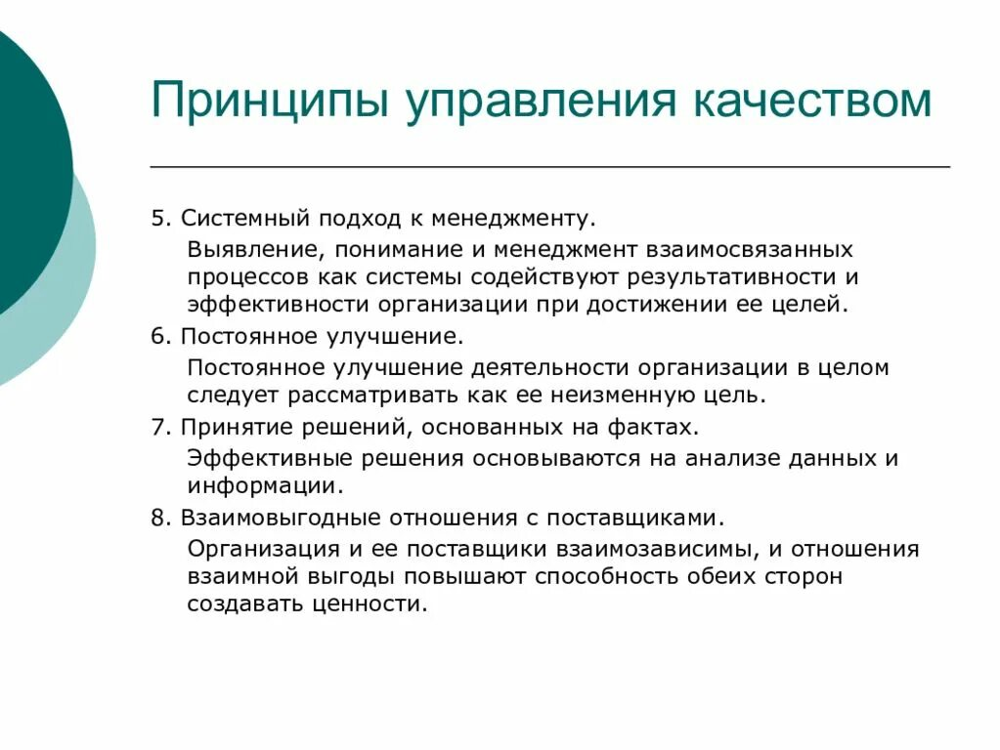 Принципы управления качеством
5. Системный подход к менеджменту.
Выявление, понимание и менеджмент взаимосвязанных
процессов как системы содействуют результативности и
эффективности организации при достижении ее целей.
6. Постоянное улучшение.
Постоянное улучшение деятельности организации в целом
следует рассматривать как ее неизменную цель.
7. Принятие решений, основанных на фактах.
Эффективные решения основываются на анализе данных и
информации.
8. Взаимовыгодные отношения с поставщиками.
Организация и ее поставщики взаимозависимы, и отношения
взаимной выгоды повышают способность обеих сторон
создавать ценности.